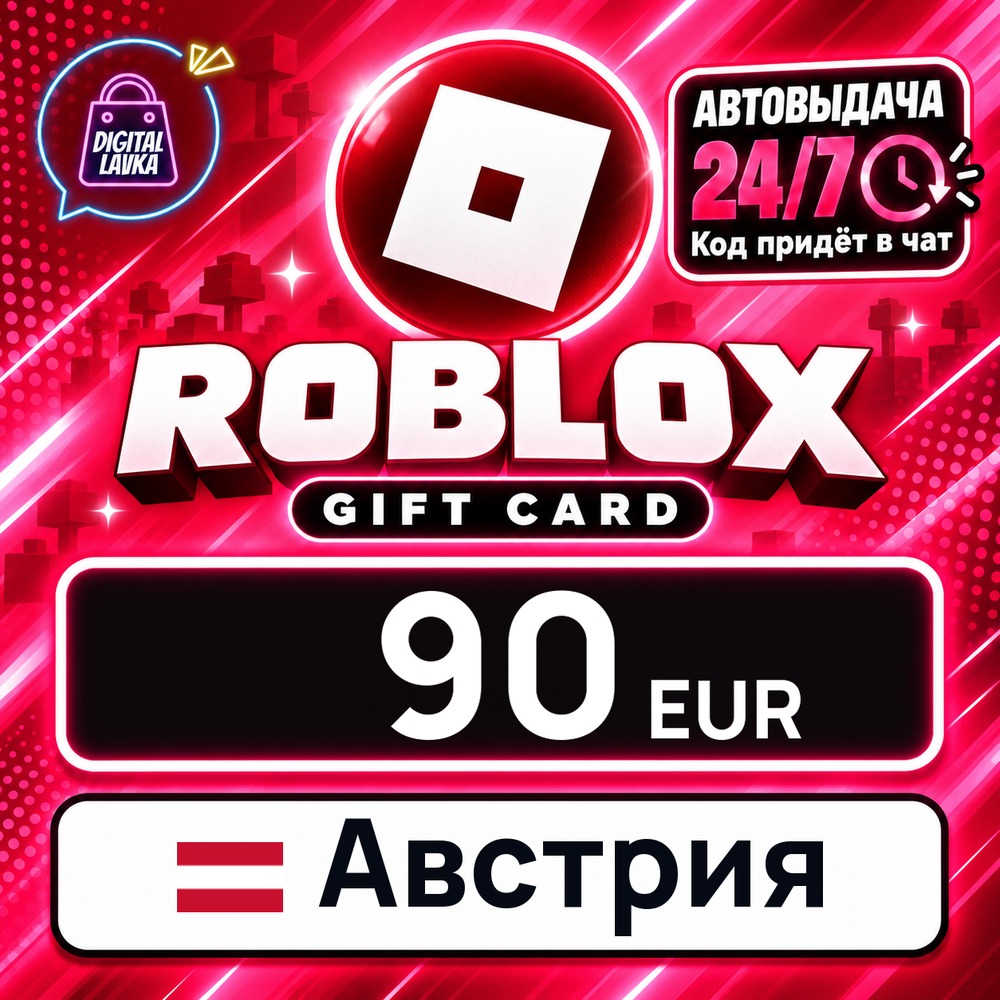 DIGITAL
LAVKA
АВТОВЫДАЧА
24/7
Код придёт в чат
ROBLOX
GIFT CARD
90 EUR
Австрия